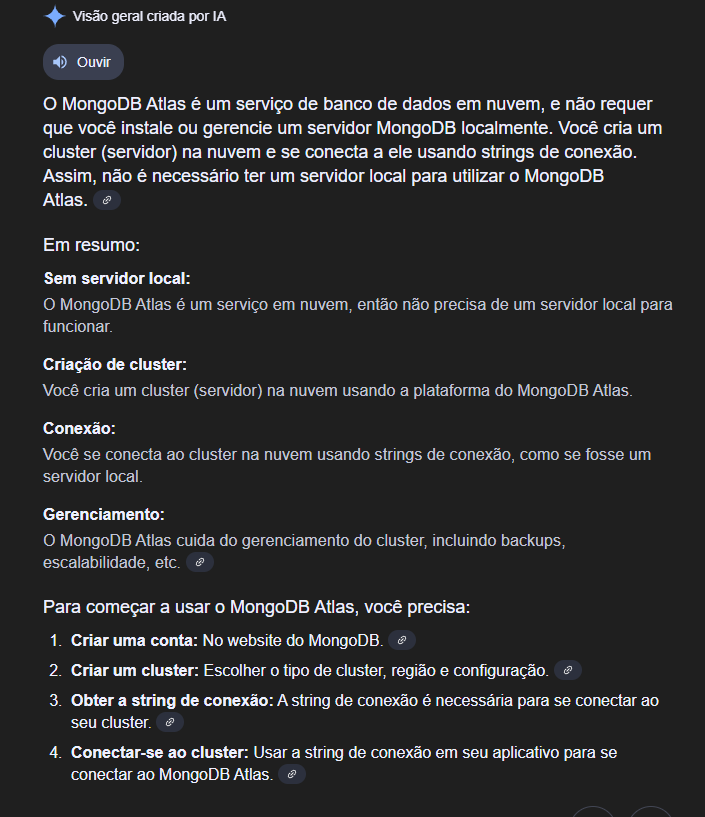 Visão geral criada por IA
Ouvir
O MongoDB Atlas é um serviço de banco de dados em nuvem, e não requer
que você instale ou gerencie um servidor MongoDB localmente. Você cria um
cluster (servidor) na nuvem e se conecta a ele usando strings de conexão.
Assim, não é necessário ter um servidor local para utilizar o MongoDB
Atlas.
Em resumo:
Sem servidor local:
O MongoDB Atlas é um serviço em nuvem, então não precisa de um servidor local para
funcionar.
Criação de cluster:
Você cria um cluster (servidor) na nuvem usando a plataforma do MongoDB Atlas.
Conexão:
Você se conecta ao cluster na nuvem usando strings de conexão, como se fosse um
servidor local.
Gerenciamento:
O MongoDB Atlas cuida do gerenciamento do cluster, incluindo backups,
escalabilidade, etc.
Para começar a usar o MongoDB Atlas, você precisa:
1. Criar uma conta: No website do MongoDB.
2. Criar um cluster: Escolher o tipo de cluster, região e configuração.
3. Obter a string de conexão: A string de conexão é necessária para se conectar ao
seu cluster.
4. Conectar-se ao cluster: Usar a string de conexão em seu aplicativo para se
conectar ao MongoDB Atlas.